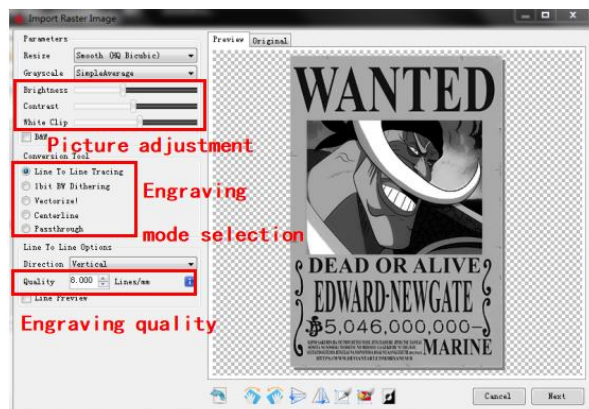 Import Raster Image
Parameters
Preview Original
Resize Smooth (HQ Bicubic)
Grayscale SimpleAverage
Brightness
Contrast
White Clip
B&W
Picture adjustment
Conversion Tool
Line To Line Tracing
1bit BW Dithering
Engraving
Vectorize!
Centerline
Passthrough
mode selection
Line To Line Options
Direction Vertical
Quality 8.000 Lines/mm
Line Preview
Engraving quality
WANTED
DEAD OR ALIVE
EDWARD·NEWGATE
5,046,000,000-
MARINE
Cancel Next